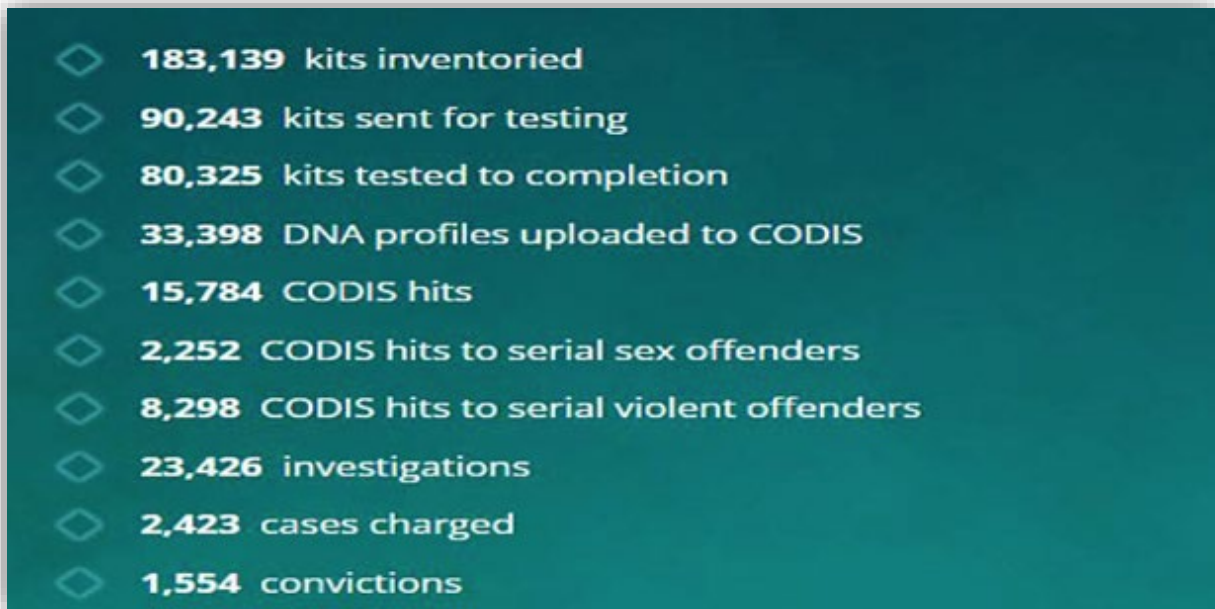 183,139 kits inventoried
90,243 kits sent for testing
80,325 kits tested to completion
33,398 DNA profiles uploaded to CODIS
15,784 CODIS hits
2,252 CODIS hits to serial sex offenders
8,298 CODIS hits to serial violent offenders
23,426 investigations
2,423 cases charged
1,554 convictions